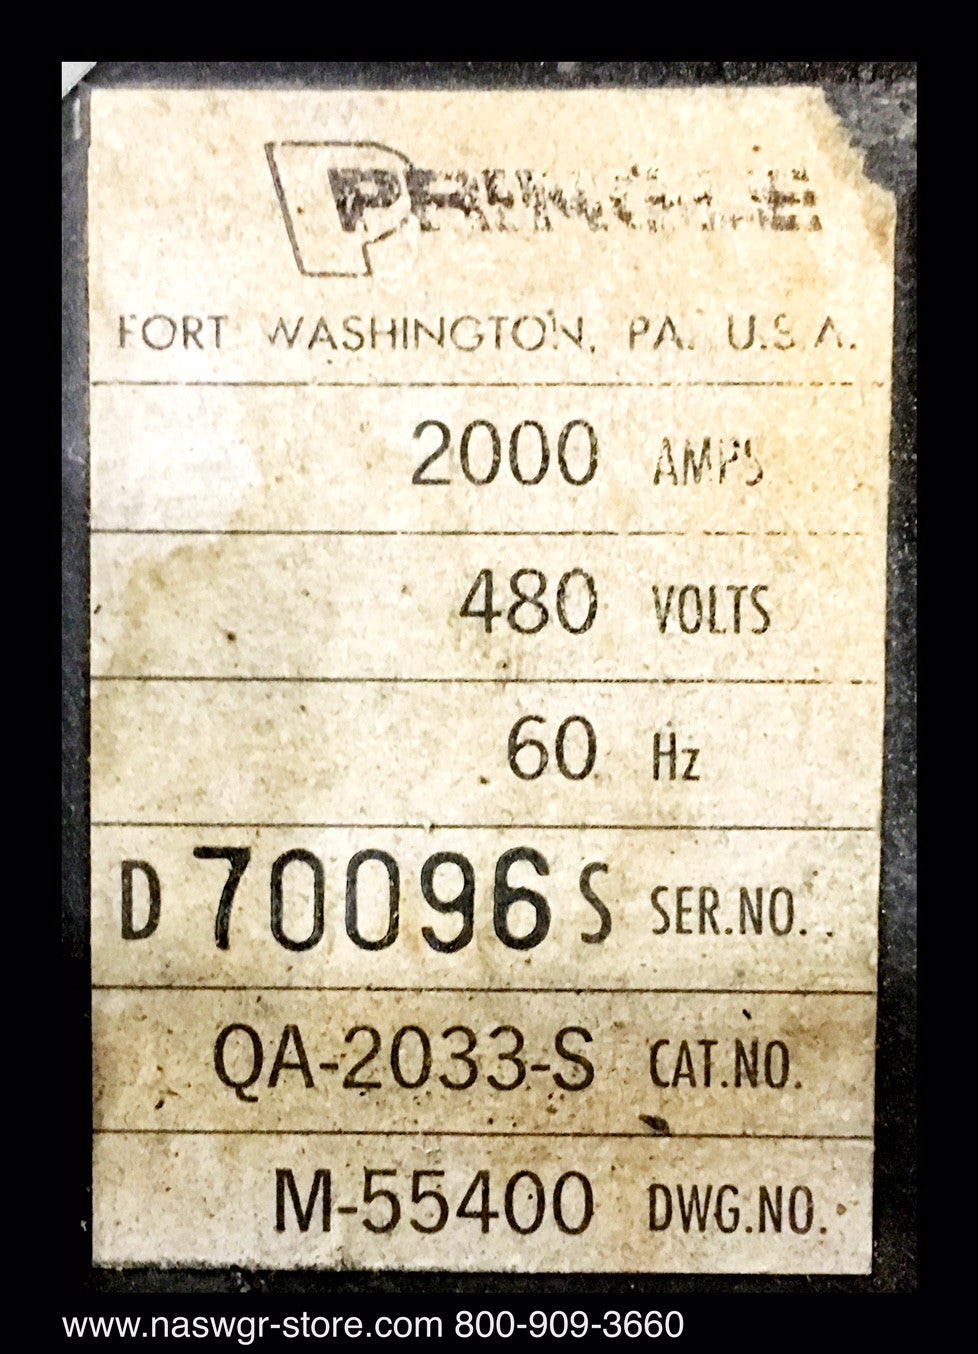 PRINGLE
FORT WASHINGTON, PA. U.S.A.
2000 AMPS
480 VOLTS
60 Hz
D 70096 S SER.NO.
QA-2033-S CAT.NO.
M-55400 DWG.NO.
www.naswgr-store.com 800-909-3660